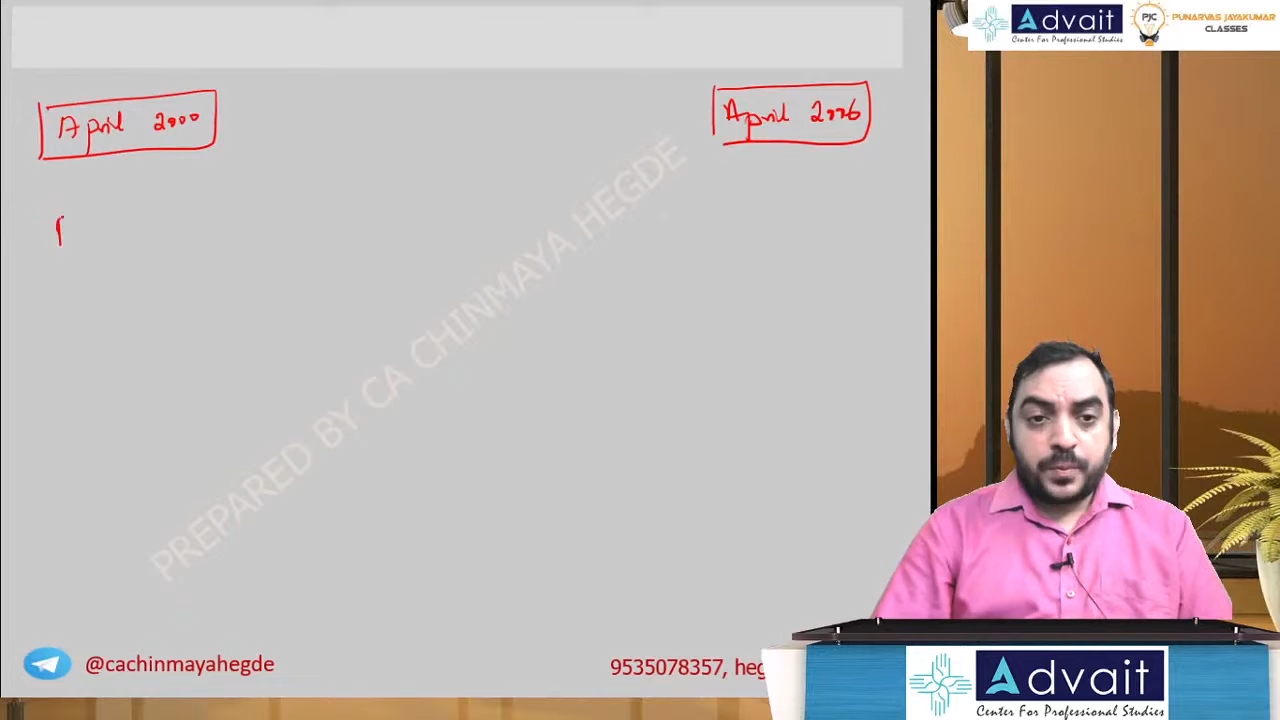 Advait
Center For Professional Studies
PJC
PUNARVAS JAYAKUMAR
CLASSES
April 2000
April 2026
PREPARED BY CA CHINMAYA HEGDE
@cachinmayahegde
9535078357, heg
Advait
Center For Professional Studies